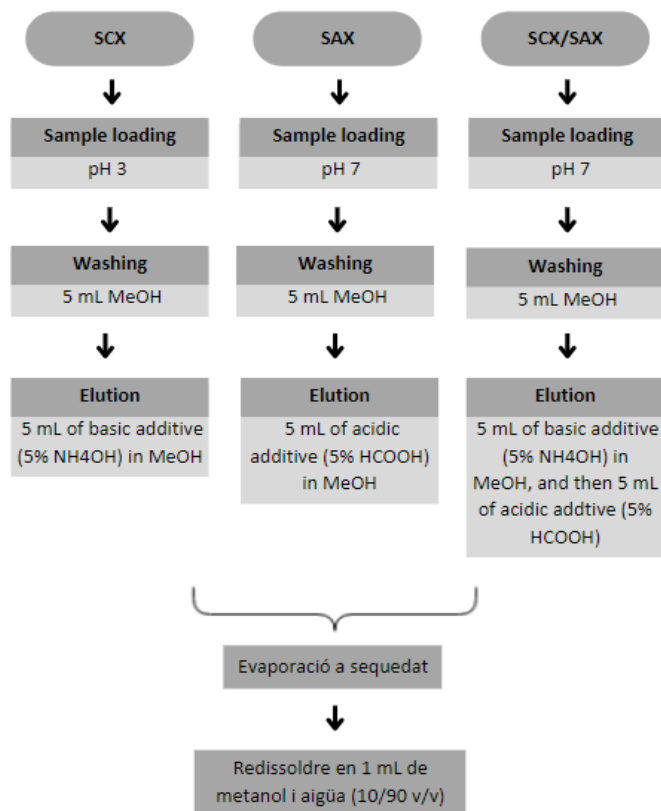 SCX
Sample loading
pH 3
Washing
5 mL MeOH
Elution
5 mL of basic additive
(5% NH4OH) in MeOH
SAX
Sample loading
pH 7
Washing
5 mL MeOH
Elution
5 mL of acidic
additive (5% HCOOH)
in MeOH
SCX/SAX
Sample loading
pH 7
Washing
5 mL MeOH
Elution
5 mL of basic additive
(5% NH4OH) in
MeOH, and then 5 mL
of acidic addtive (5%
HCOOH)
Evaporació a sequedat
Redissoldre en 1 mL de
metanol i aigüa (10/90 v/v)